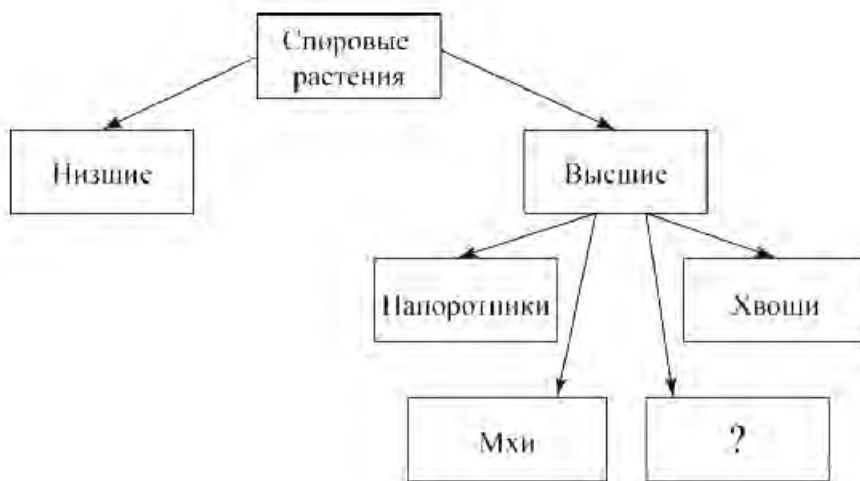 Споровые
растения
Низшие
Высшие
Папоротники
Хвощи
Мхи
?